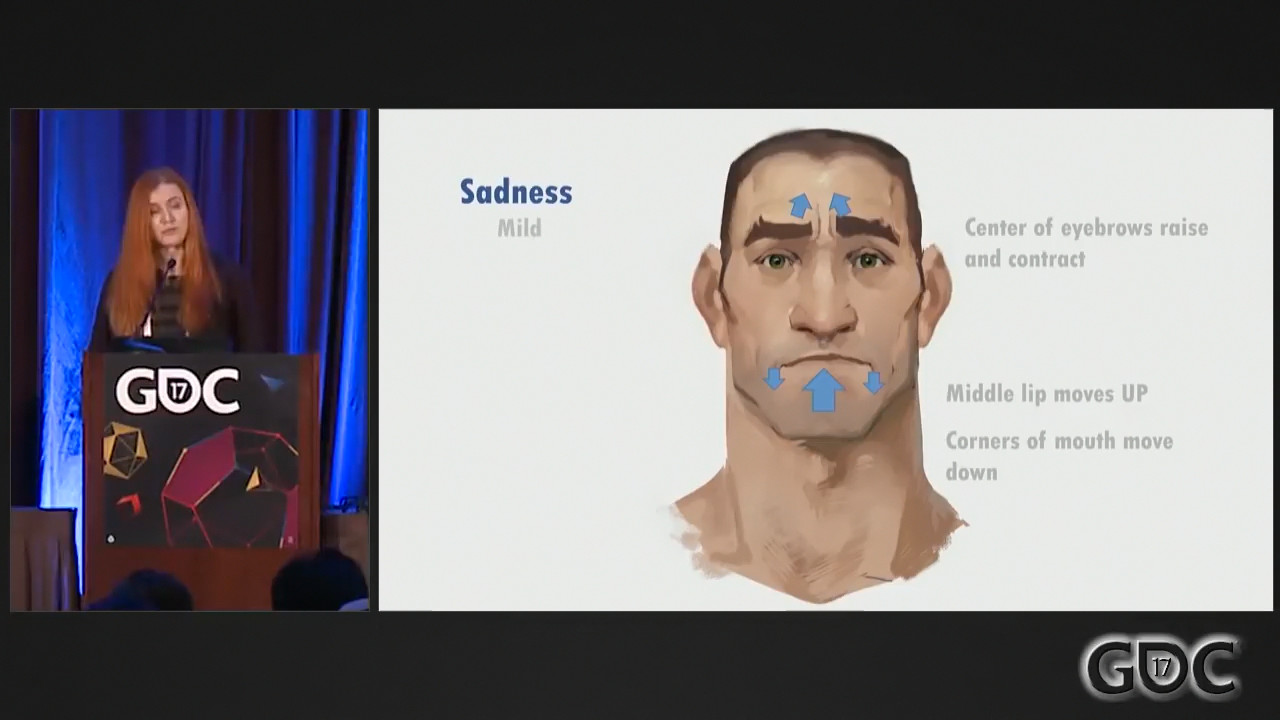 GDC
17
Sadness
Mild
Center of eyebrows raise
and contract
Middle lip moves UP
Corners of mouth move
down
GDC
17